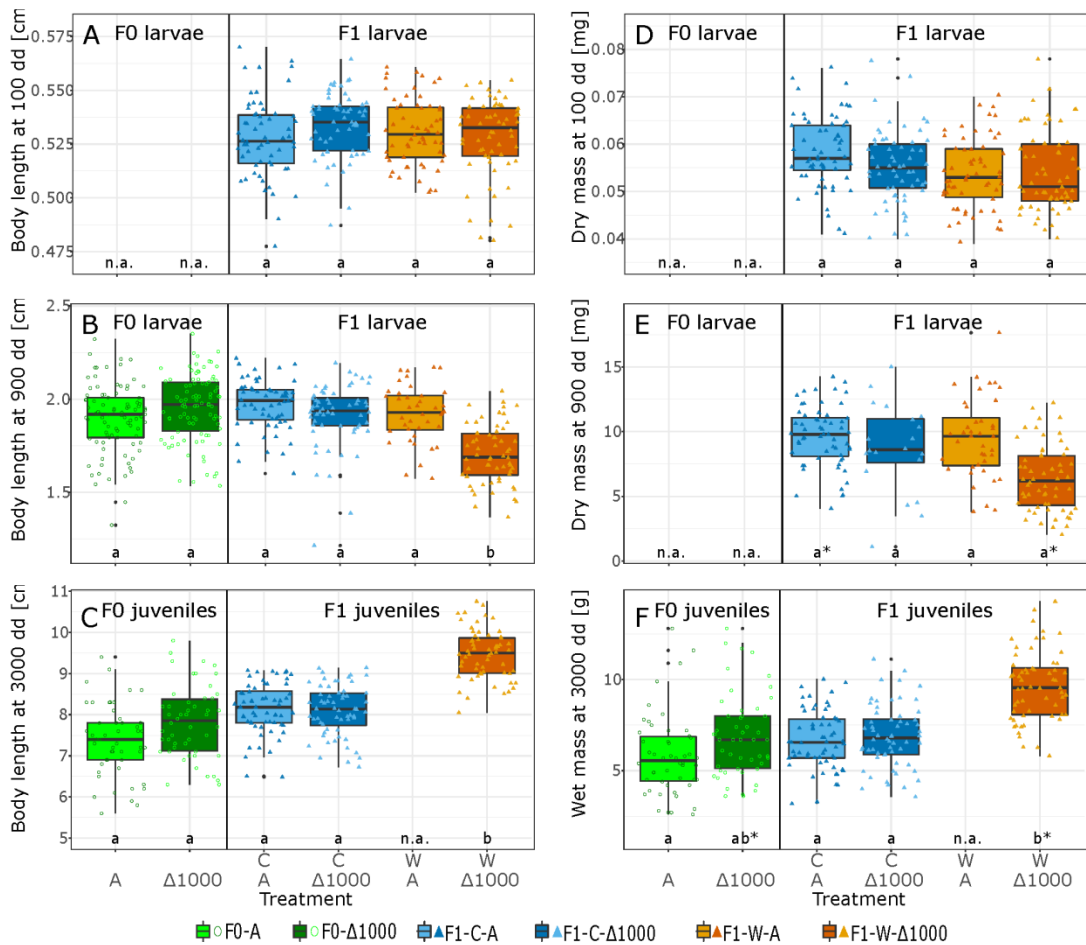 A F0 larvae F1 larvae
Body length at 100 dd [cm
0.575
0.550
0.525
0.500
0.475
n.a. n.a. a a a a
D F0 larvae F1 larvae
Dry mass at 100 dd [mg]
0.08
0.07
0.06
0.05
0.04
n.a. n.a. a a a a
B F0 larvae F1 larvae
Body length at 900 dd [cm
2.5
2.0
1.5
a a a a a b
E F0 larvae F1 larvae
Dry mass at 900 dd [mg]
15
10
5
0
n.a. n.a. a* a a a*
C F0 juveniles F1 juveniles
Body length at 3000 dd [cm
11
10
9
8
7
6
5
a a a a n.a. b
F F0 juveniles F1 juveniles
Wet mass at 3000 dd [g]
10
5
a ab* a a n.a. b*
C C W W
A Δ1000 A Δ1000 A Δ1000
Treatment
C C W W
A Δ1000 A Δ1000 A Δ1000
Treatment
F0-A F0-Δ1000 F1-C-A F1-C-Δ1000 F1-W-A F1-W-Δ1000